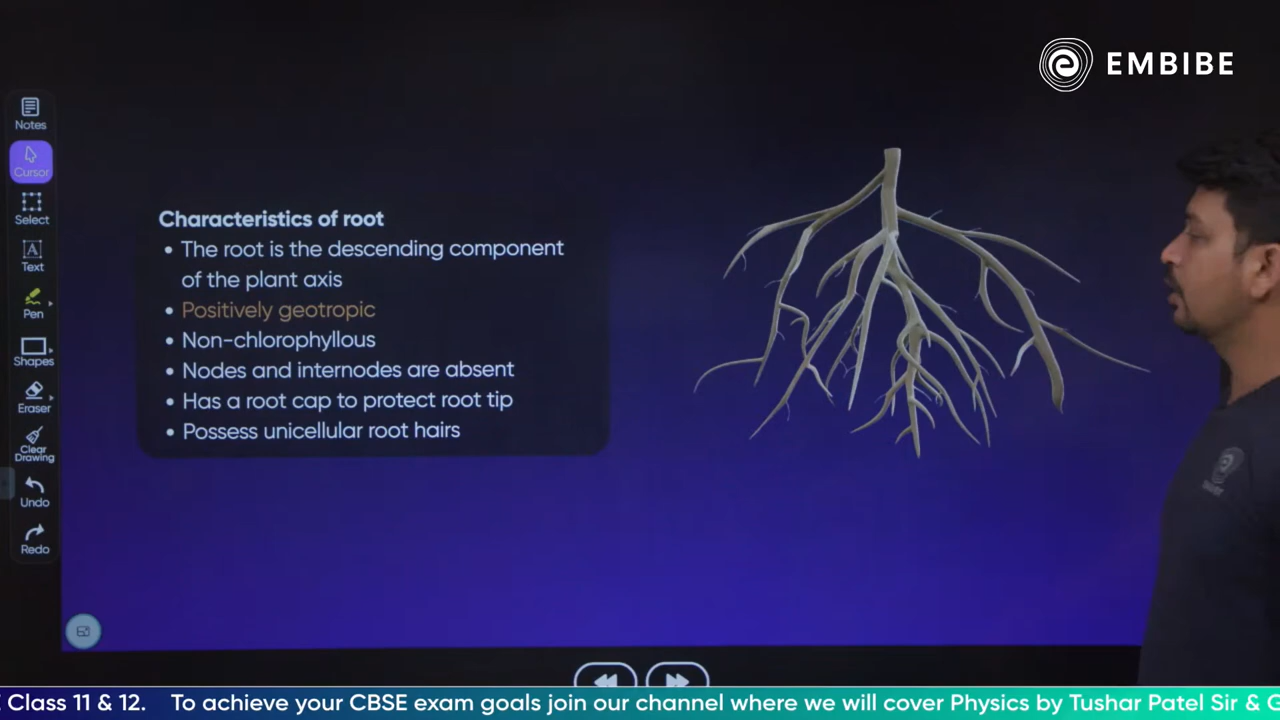 EMBIBE
Notes
Cursor
Select
Text
Pen
Shapes
Eraser
Clear
Drawing
Undo
Redo
Characteristics of root
• The root is the descending component
of the plant axis
• Positively geotropic
• Non-chlorophyllous
• Nodes and internodes are absent
• Has a root cap to protect root tip
• Possess unicellular root hairs
Class 11 & 12. To achieve your CBSE exam goals join our channel where we will cover Physics by Tushar Patel Sir &